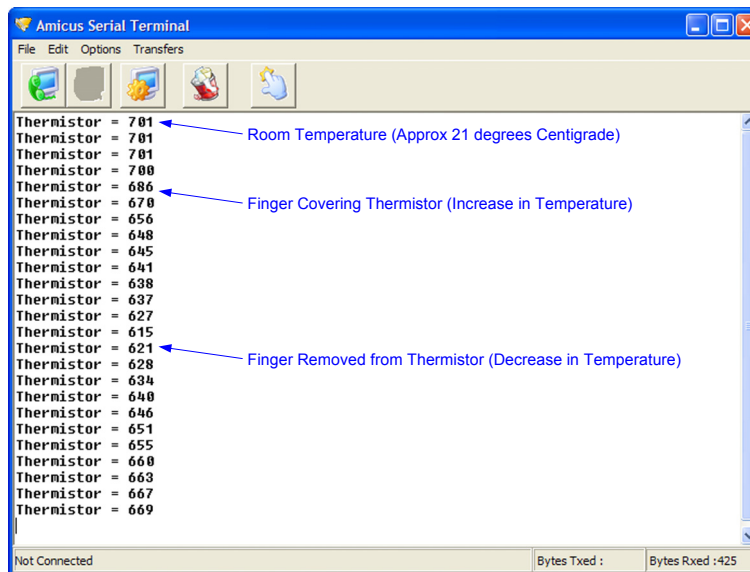 Amicus Serial Terminal
File Edit Options Transfers
Thermistor = 701
Room Temperature (Approx 21 degrees Centigrade)
Thermistor = 701
Thermistor = 701
Thermistor = 700
Thermistor = 686
Finger Covering Thermistor (Increase in Temperature)
Thermistor = 670
Thermistor = 656
Thermistor = 648
Thermistor = 645
Thermistor = 641
Thermistor = 638
Thermistor = 637
Thermistor = 627
Thermistor = 615
Thermistor = 621
Finger Removed from Thermistor (Decrease in Temperature)
Thermistor = 628
Thermistor = 634
Thermistor = 640
Thermistor = 646
Thermistor = 651
Thermistor = 655
Thermistor = 660
Thermistor = 663
Thermistor = 667
Thermistor = 669
Not Connected Bytes Txed : Bytes Rxed :425